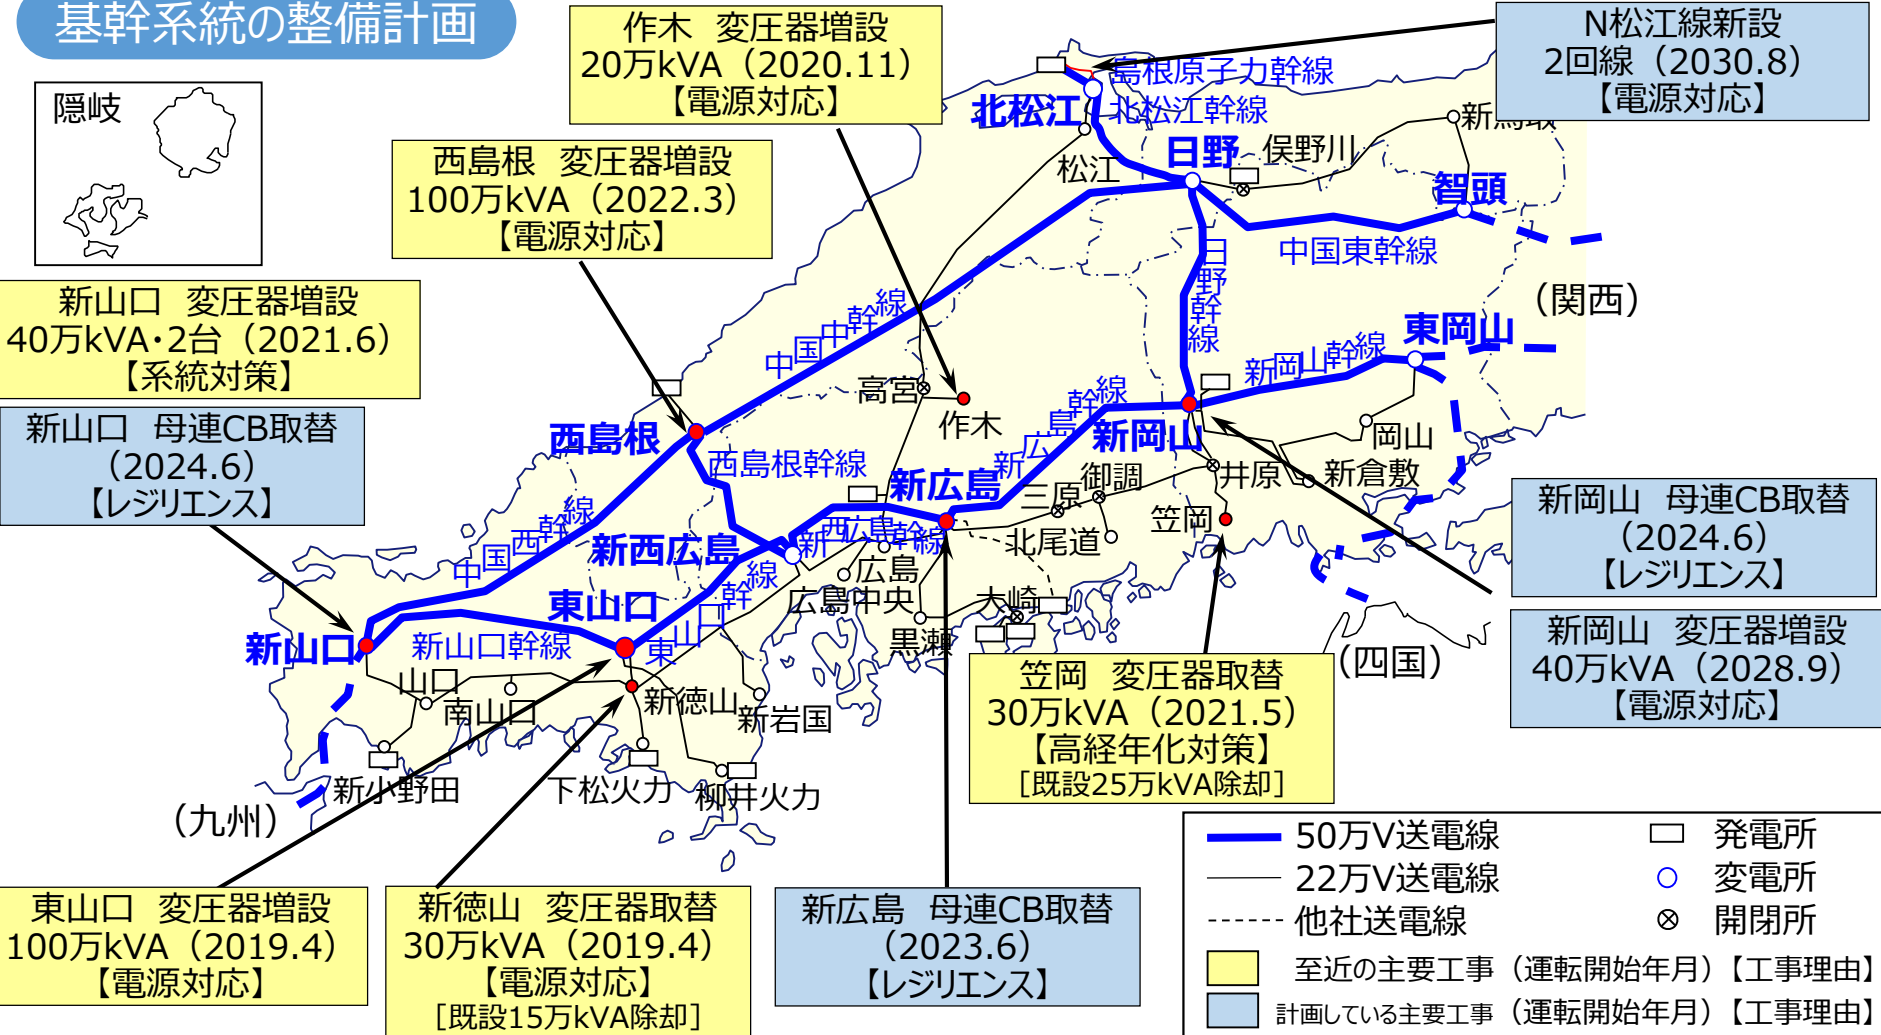 基幹系統の整備計画
隠岐
作木　変圧器増設
20万kVA（2020.11）
【電源対応】
N松江線新設
2回線（2030.8）
【電源対応】
西島根　変圧器増設
100万kVA（2022.3）
【電源対応】
新山口　変圧器増設
40万kVA・2台（2021.6）
【系統対策】
新山口　母連CB取替
（2024.6）
【レジリエンス】
島根原子力幹線
北松江
北松江幹線
松江
日野
俣野川
新鳥取
智頭
中国東幹線
日野幹線
（関西）
中国中幹線
東岡山
新岡山幹線
高宮
作木
西島根
西島根幹線
新広島幹線
新岡山
岡山
新倉敷
井原
御調
三原
北尾道
笠岡
新広島
新岡山　母連CB取替
（2024.6）
【レジリエンス】
中国西幹線
新西広島
新西広島幹線
広島
広島中央
大崎
黒瀬
東山口
東山口幹線
新山口
新山口幹線
山口
南山口
新徳山
新岩国
新小野田
下松火力
柳井火力
（九州）
（四国）
新岡山　変圧器増設
40万kVA（2028.9）
【電源対応】
笠岡　変圧器取替
30万kVA（2021.5）
【高経年化対策】
［既設25万kVA除却］
東山口　変圧器増設
100万kVA（2019.4）
【電源対応】
新徳山　変圧器取替
30万kVA（2019.4）
【電源対応】
［既設15万kVA除却］
新広島　母連CB取替
（2023.6）
【レジリエンス】
50万V送電線
発電所
22万V送電線
変電所
他社送電線
開閉所
至近の主要工事（運転開始年月）【工事理由】
計画している主要工事（運転開始年月）【工事理由】